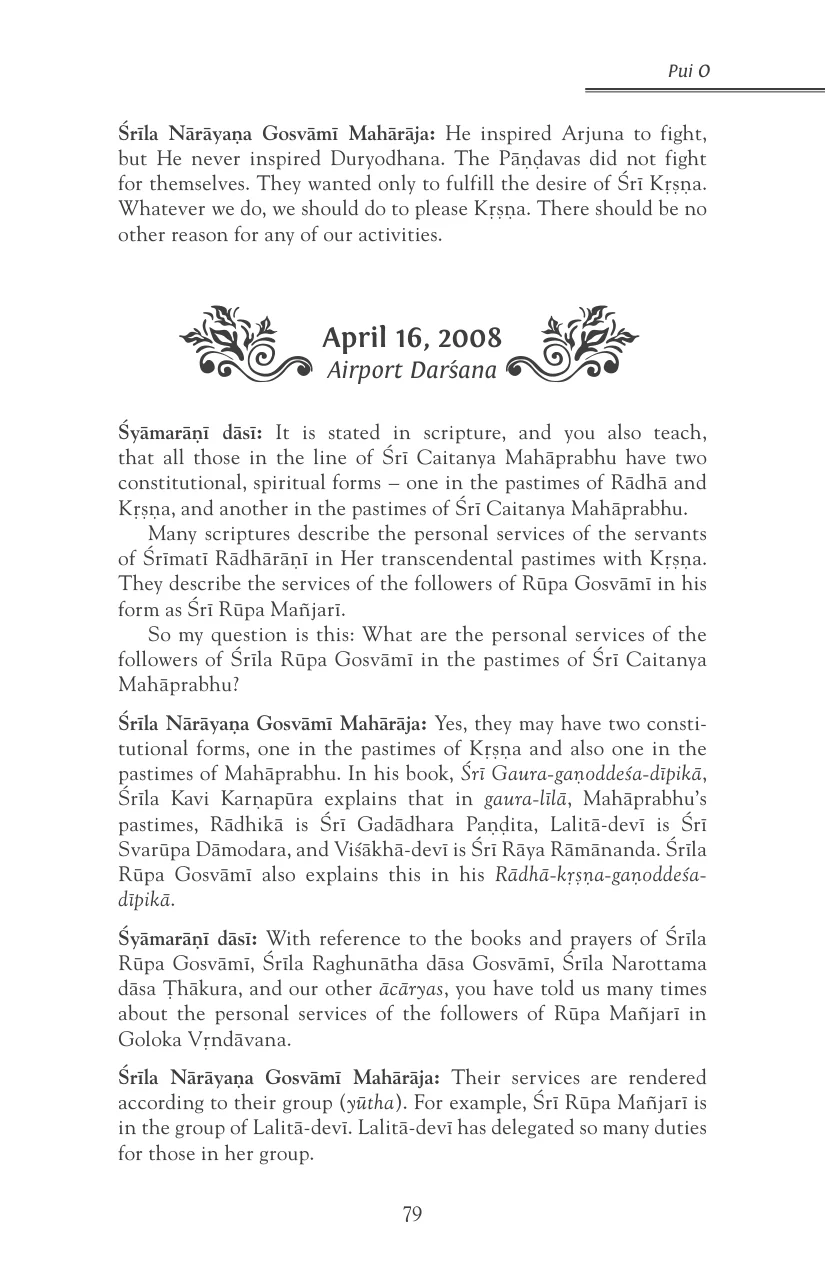 Pui O
Śrīla Nārāyaṇa Gosvāmī Mahārāja: He inspired Arjuna to fight,
but He never inspired Duryodhana. The Pāṇḍavas did not fight
for themselves. They wanted only to fulfill the desire of Śrī Kṛṣṇa.
Whatever we do, we should do to please Kṛṣṇa. There should be no
other reason for any of our activities.
April 16, 2008
Airport Darśana
Śyāmarāṇī dāsī: It is stated in scripture, and you also teach,
that all those in the line of Śrī Caitanya Mahāprabhu have two
constitutional, spiritual forms – one in the pastimes of Rādhā and
Kṛṣṇa, and another in the pastimes of Śrī Caitanya Mahāprabhu.
Many scriptures describe the personal services of the servants
of Śrīmatī Rādhārāṇī in Her transcendental pastimes with Kṛṣṇa.
They describe the services of the followers of Rūpa Gosvāmī in his
form as Śrī Rūpa Mañjarī.
So my question is this: What are the personal services of the
followers of Śrīla Rūpa Gosvāmī in the pastimes of Śrī Caitanya
Mahāprabhu?
Śrīla Nārāyaṇa Gosvāmī Mahārāja: Yes, they may have two consti-
tutional forms, one in the pastimes of Kṛṣṇa and also one in the
pastimes of Mahāprabhu. In his book, Śrī Gaura-gaṇoddeśa-dīpikā,
Śrīla Kavi Karṇapūra explains that in gaura-līlā, Mahāprabhu’s
pastimes, Rādhikā is Śrī Gadādhara Paṇḍita, Lalitā-devī is Śrī
Svarūpa Dāmodara, and Viśākhā-devī is Śrī Rāya Rāmānanda. Śrīla
Rūpa Gosvāmī also explains this in his Rādhā-kṛṣṇa-gaṇoddeśa-
dīpikā.
Śyāmarāṇī dāsī: With reference to the books and prayers of Śrīla
Rūpa Gosvāmī, Śrīla Raghunātha dāsa Gosvāmī, Śrīla Narottama
dāsa Ṭhākura, and our other ācāryas, you have told us many times
about the personal services of the followers of Rūpa Mañjarī in
Goloka Vṛndāvana.
Śrīla Nārāyaṇa Gosvāmī Mahārāja: Their services are rendered
according to their group (yūtha). For example, Śrī Rūpa Mañjarī is
in the group of Lalitā-devī. Lalitā-devī has delegated so many duties
for those in her group.
79